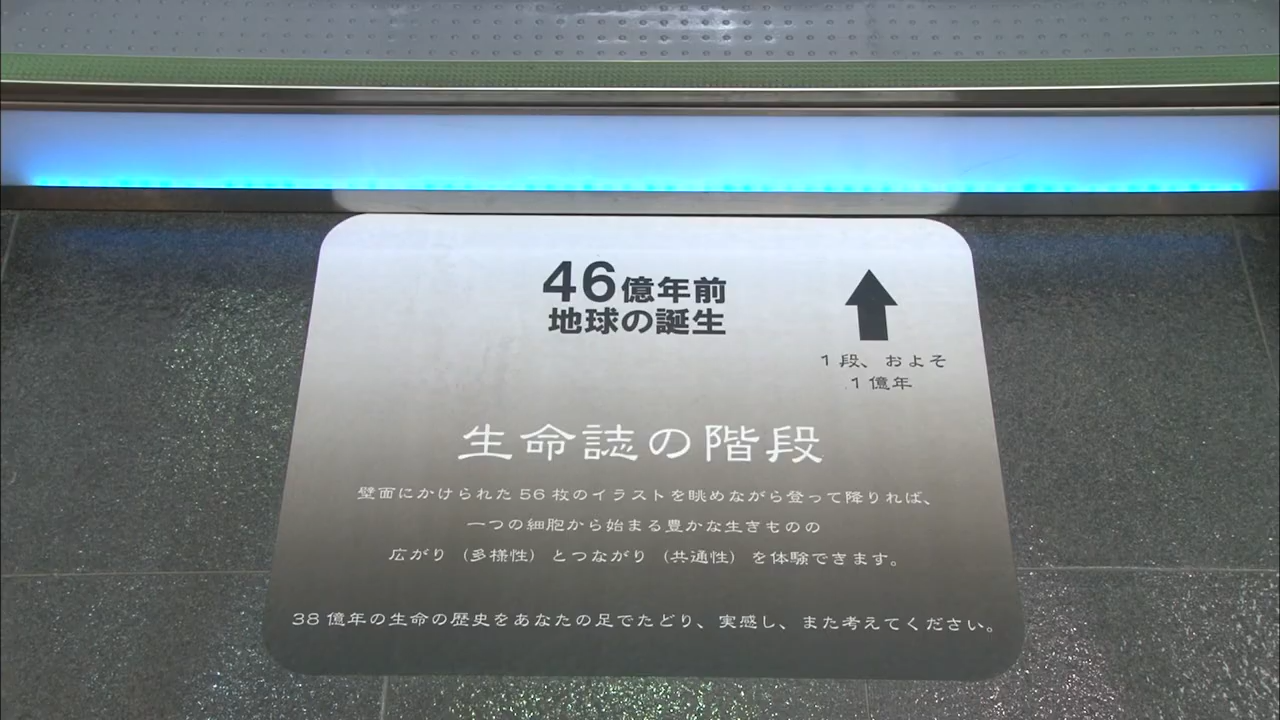 46億年前
地球の誕生
1段、およそ
1億年
生命誌の階段
壁面にかけられた56枚のイラストを眺めながら登って降りれば、
一つの細胞から始まる豊かな生きものの
広がり（多様性）とつながり（共通性）を体験できます。
38億年の生命の歴史をあなたの足でたどり、実感し、また考えてください。